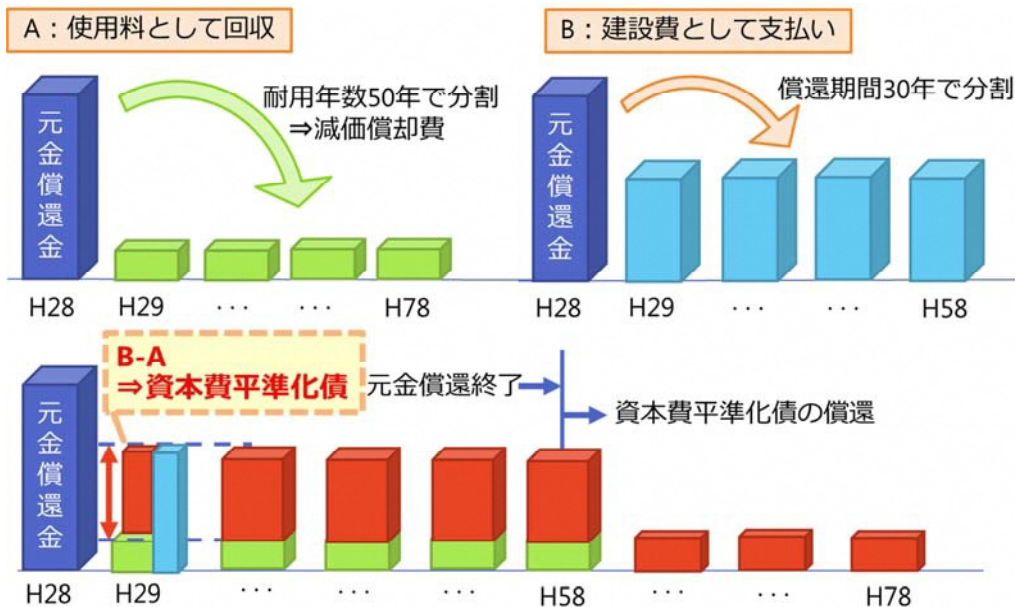 A：使用料として回収
元金償還金
耐用年数50年で分割
⇒減価償却費
H28 H29 ･･･ ･･･ H78
B：建設費として支払い
元金償還金
償還期間30年で分割
H28 H29 ･･･ ･･･ H58
元金償還金
B-A
⇒資本費平準化債
元金償還終了
資本費平準化債の償還
H28 H29 ･･･ ･･･ ･･･ H58 ･･･ ･･･ H78